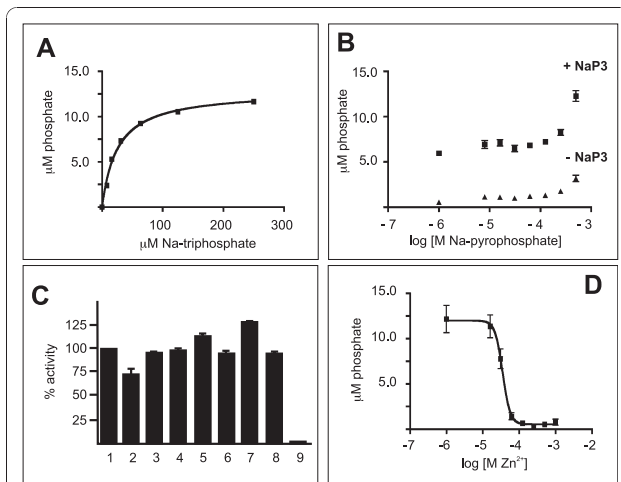 A
μM phosphate
15.0
10.0
5.0
0
100
200
300
μM Na-triphosphate
B
+ NaP3
- NaP3
μM phosphate
15.0
10.0
5.0
-7
-6
-5
-4
-3
log [M Na-pyrophosphate]
C
% activity
125
100
75
50
25
1 2 3 4 5 6 7 8 9
D
μM phosphate
15.0
10.0
5.0
-7
-6
-5
-4
-3
-2
log [M Zn²⁺]